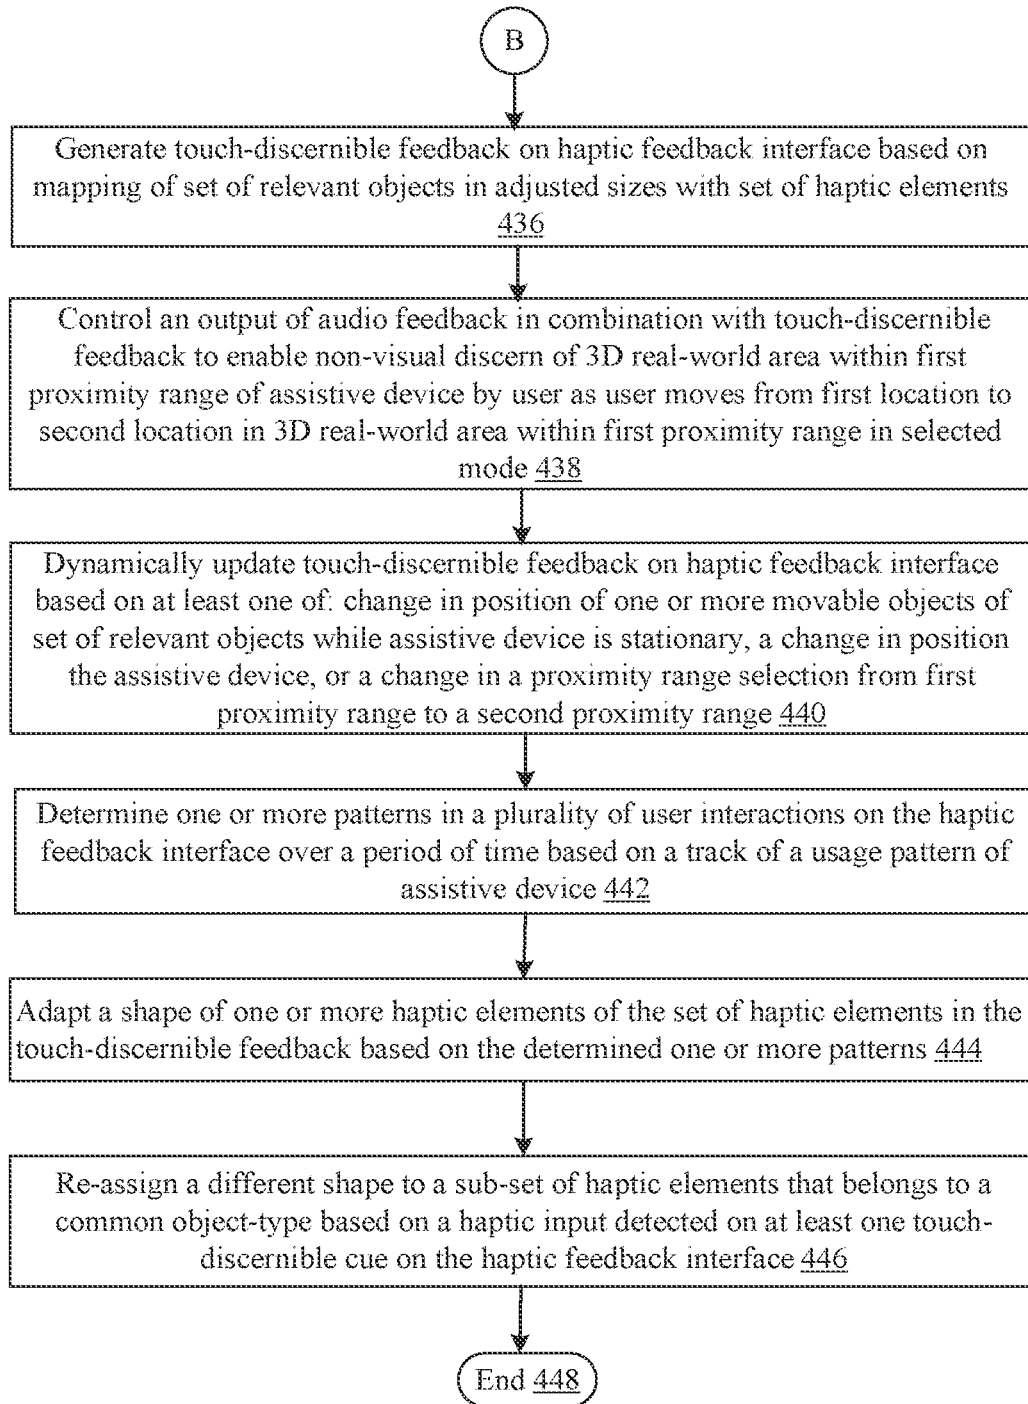 B
Generate touch-discernible feedback on haptic feedback interface based on
mapping of set of relevant objects in adjusted sizes with set of haptic elements
436
Control an output of audio feedback in combination with touch-discernible
feedback to enable non-visual discern of 3D real-world area within first
proximity range of assistive device by user as user moves from first location to
second location in 3D real-world area within first proximity range in selected
mode 438
Dynamically update touch-discernible feedback on haptic feedback interface
based on at least one of: change in position of one or more movable objects of
set of relevant objects while assistive device is stationary, a change in position
the assistive device, or a change in a proximity range selection from first
proximity range to a second proximity range 440
Determine one or more patterns in a plurality of user interactions on the haptic
feedback interface over a period of time based on a track of a usage pattern of
assistive device 442
Adapt a shape of one or more haptic elements of the set of haptic elements in the
touch-discernible feedback based on the determined one or more patterns 444
Re-assign a different shape to a sub-set of haptic elements that belongs to a
common object-type based on a haptic input detected on at least one touch-
discernible cue on the haptic feedback interface 446
End 448